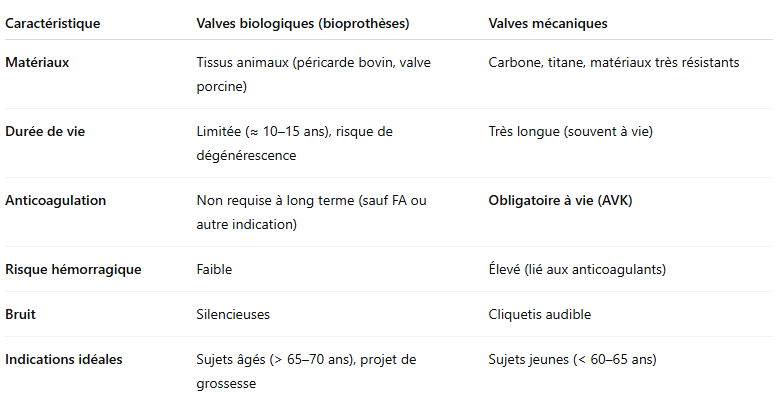 Caractéristique Valves biologiques (bioprothèses) Valves mécaniques
Matériaux Tissus animaux (péricarde bovin, valve Carbone, titane, matériaux très résistants
porcine)
Durée de vie Limitée (≈ 10–15 ans), risque de Très longue (souvent à vie)
dégénérescence
Anticoagulation Non requise à long terme (sauf FA ou Obligatoire à vie (AVK)
autre indication)
Risque hémorragique Faible Élevé (lié aux anticoagulants)
Bruit Silencieuses Cliquetis audible
Indications idéales Sujets âgés (> 65–70 ans), projet de Sujets jeunes (< 60–65 ans)
grossesse